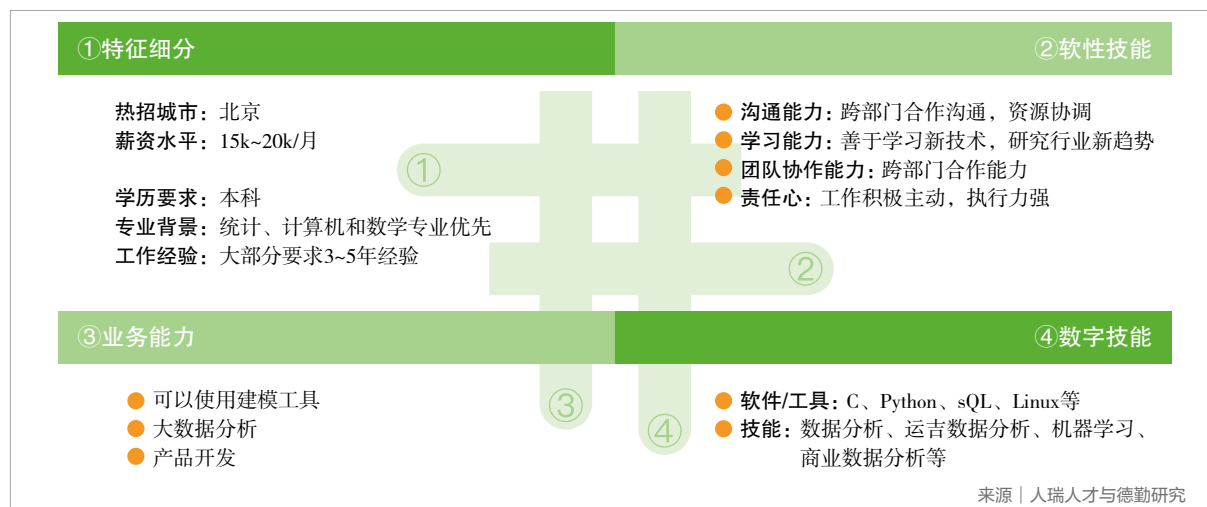 ①特征细分
热招城市：北京
薪资水平：15k~20k/月
学历要求：本科
专业背景：统计、计算机和数学专业优先
工作经验：大部分要求3~5年经验
①
②软性技能
沟通能力：跨部门合作沟通，资源协调
学习能力：善于学习新技术，研究行业新趋势
团队协作能力：跨部门合作能力
责任心：工作积极主动，执行力强
②
③业务能力
可以使用建模工具
大数据分析
产品开发
③
④数字技能
软件/工具：C、Python、sQL、Linux等
技能：数据分析、运吉数据分析、机器学习、
商业数据分析等
④
来源｜人瑞人才与德勤研究